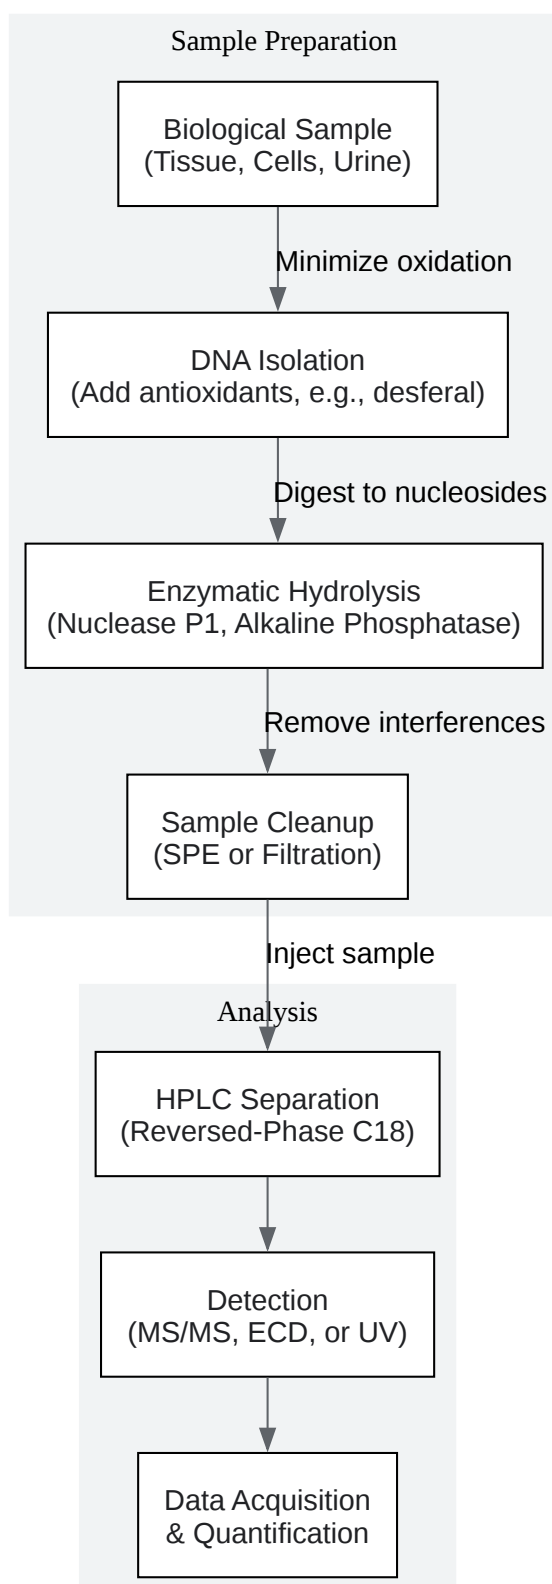 Sample Preparation
Biological Sample
(Tissue, Cells, Urine)
Minimize oxidation
DNA Isolation
(Add antioxidants, e.g., desferal)
Digest to nucleosides
Enzymatic Hydrolysis
(Nuclease P1, Alkaline Phosphatase)
Remove interferences
Sample Cleanup
(SPE or Filtration)
Inject sample
Analysis
HPLC Separation
(Reversed-Phase C18)
Detection
(MS/MS, ECD, or UV)
Data Acquisition
& Quantification